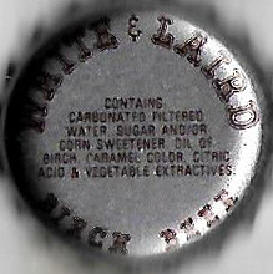 WHITE & LAIRD
CONTAINS
CARBONATED FILTERED
WATER, SUGAR AND/OR
CORN SWEETENER, OIL OF
BIRCH, CARAMEL COLOR, CITRIC
ACID & VEGETABLE EXTRACTIVES.
BIRCH BEER